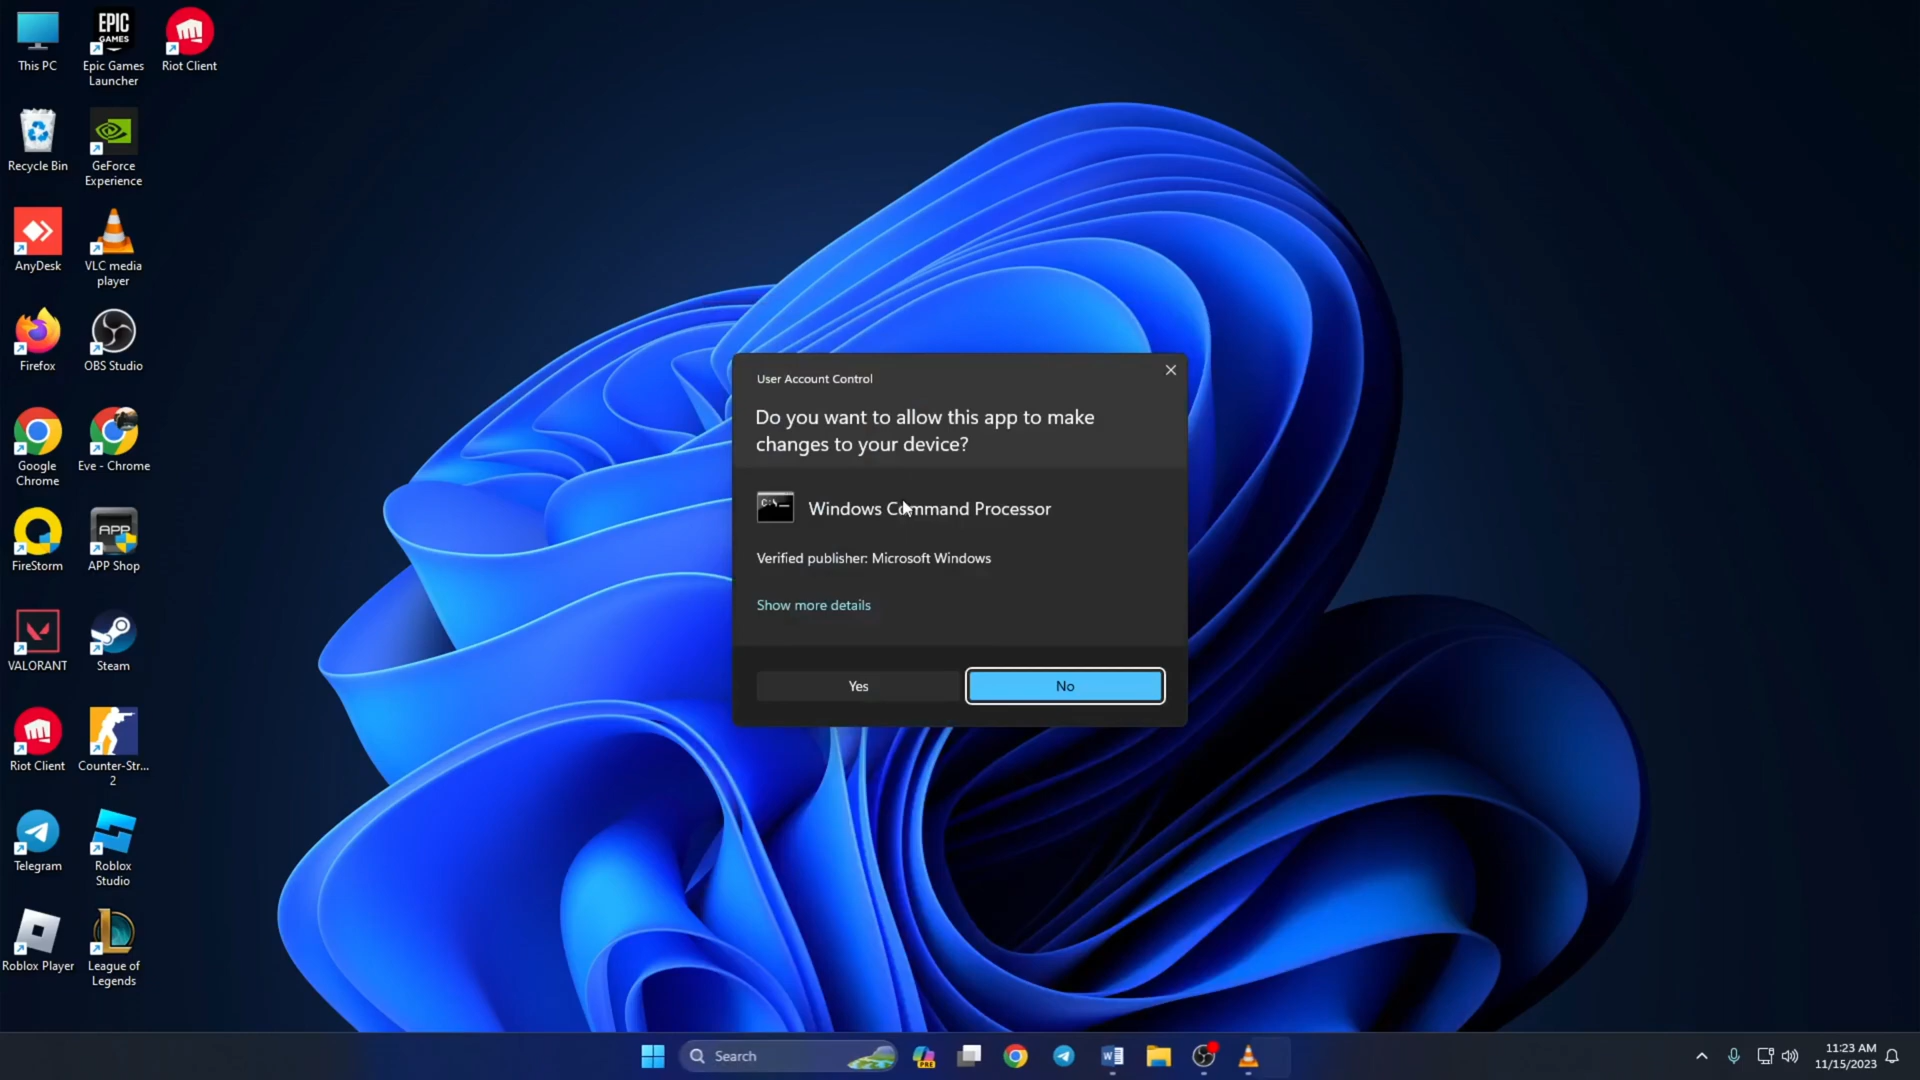 This PC
EPIC
GAMES
Epic Games
Launcher
Riot Client
Recycle Bin
GeForce
Experience
AnyDesk
VLC media
player
Firefox
OBS Studio
Google
Chrome
Eve - Chrome
FireStorm
APP
APP Shop
VALORANT
Steam
Riot Client
Counter-Str...
2
Telegram
Roblox
Studio
Roblox Player
League of
Legends
User Account Control
Do you want to allow this app to make
changes to your device?
C:\
Windows Command Processor
Verified publisher: Microsoft Windows
Show more details
Yes
No
Search
PRE
11:23 AM
11/15/2023